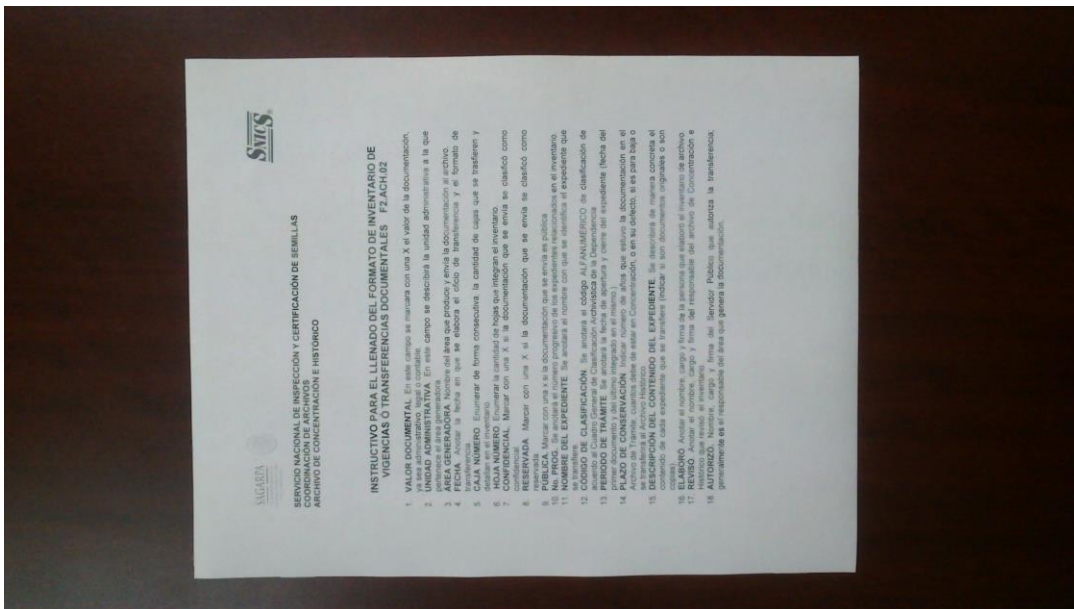 SAGARPA
SNICS
SERVICIO NACIONAL DE INSPECCIÓN Y CERTIFICACIÓN DE SEMILLAS
COORDINACIÓN DE ARCHIVOS
ARCHIVO DE CONCENTRACIÓN E HISTÓRICO
INSTRUCTIVO PARA EL LLENADO DEL FORMATO DE INVENTARIO DE
VIGENCIAS Ó TRANSFERENCIAS DOCUMENTALES F2.ACH.02
1. VALOR DOCUMENTAL. En este campo se marcara con una X el valor de la documentación,
ya sea administrativo, legal o contable.
2. UNIDAD ADMINISTRATIVA. En este campo se describirá la unidad administrativa a la que
pertenece el área generadora.
3. ÁREA GENERADORA. Nombre del área que produce y envía la documentación al archivo.
4. FECHA. Anotar la fecha en que se elabora el oficio de transferencia y el formato de
transferencia.
5. CAJA NÚMERO. Enumerar de forma consecutiva, la cantidad de cajas que se trasfieren y
detallan en el inventario.
6. HOJA NÚMERO. Enumerar la cantidad de hojas que integran el inventario.
7. CONFIDENCIAL. Marcar con una X si la documentación que se envía se clasificó como
confidencial.
8. RESERVADA. Marcar con una X si la documentación que se envía se clasificó como
reservada.
9. PÚBLICA. Marcar con una x si la documentación que se envía es pública.
10. No. PROG. Se anotará el número progresivo de los expedientes relacionados en el inventario.
11. NOMBRE DEL EXPEDIENTE. Se anotará el nombre con que se identifica el expediente que
se transfiere.
12. CÓDIGO DE CLASIFICACIÓN. Se anotará el código ALFANUMÉRICO de clasificación de
acuerdo al Cuadro General de Clasificación Archivística de la Dependencia.
13. PERIODO DE TRÁMITE. Se anotará la fecha de apertura y cierre del expediente (fecha del
primer documento y del último integrado en el mismo.)
14. PLAZO DE CONSERVACIÓN. Indicar número de años que estuvo la documentación en el
Archivo de Trámite, cuantos debe de estar en Concentración, o en su defecto, si es para baja o
se transferirá al Archivo Histórico.
15. DESCRIPCIÓN DEL CONTENIDO DEL EXPEDIENTE. Se describirá de manera concreta el
contenido de cada expediente que se transfiere (indicar si son documentos originales o son
copias).
16. ELABORÓ. Anotar el nombre, cargo y firma de la persona que elaboró el inventario de archivo.
17. REVISÓ. Anotar el nombre, cargo y firma del responsable del archivo de Concentración e
Histórico que revisó el inventario.
18. AUTORIZÓ. Nombre, cargo y firma del Servidor Público que autoriza la transferencia;
generalmente es el responsable del área que genera la documentación.